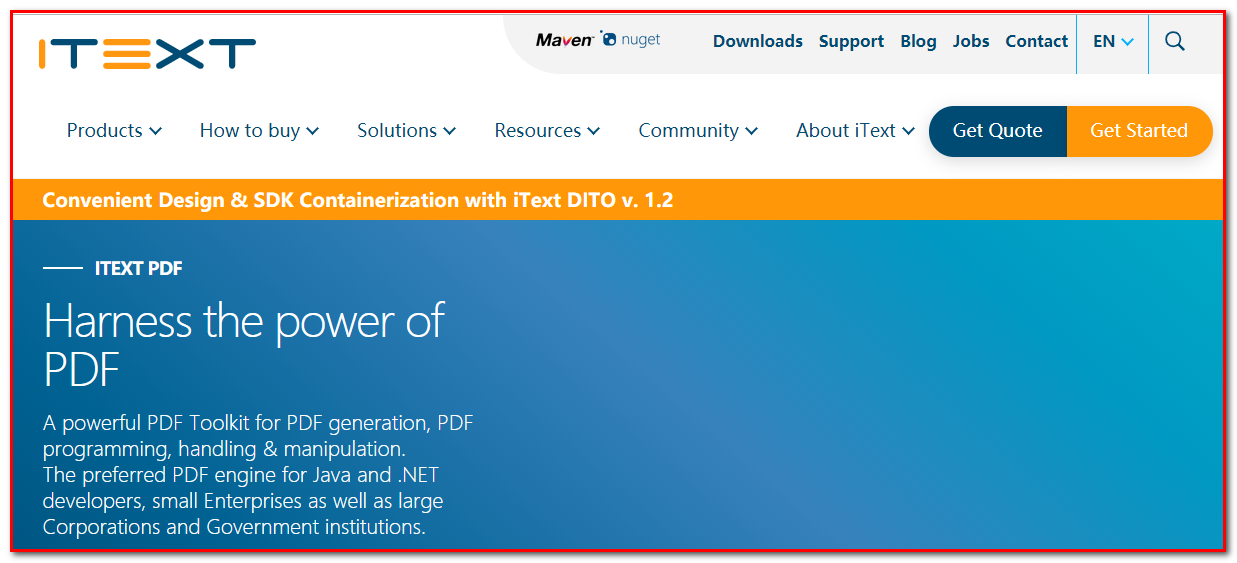 iTEXT
Maven nuget Downloads Support Blog Jobs Contact EN
Products How to buy Solutions Resources Community About iText Get Quote Get Started
Convenient Design & SDK Containerization with iText DITO v. 1.2
ITEXT PDF
Harness the power of
PDF
A powerful PDF Toolkit for PDF generation, PDF
programming, handling & manipulation.
The preferred PDF engine for Java and .NET
developers, small Enterprises as well as large
Corporations and Government institutions.